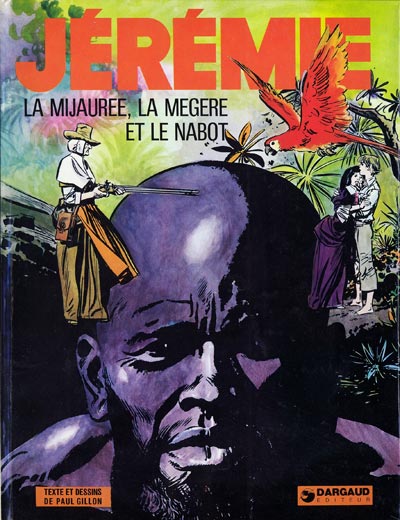 JÉRÉMIE
LA MIJAUREE, LA MEGERE
ET LE NABOT
TEXTE ET DESSINS
DE PAUL GILLON
DARGAUD
EDITEUR